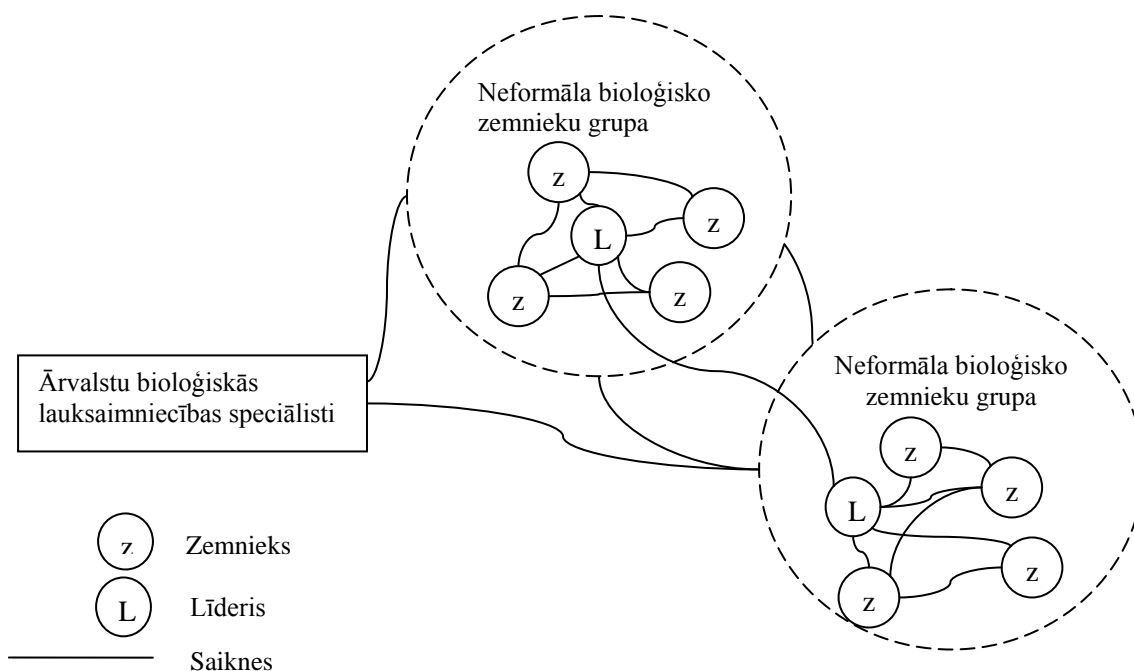 Neformāla bioloģisko
zemnieku grupa
z
z
L
z
z
Ārvalstu bioloģiskās
lauksaimniecības speciālisti
Neformāla bioloģisko
zemnieku grupa
z
z
L
z
z
z Zemnieks
L Līderis
Saiknes